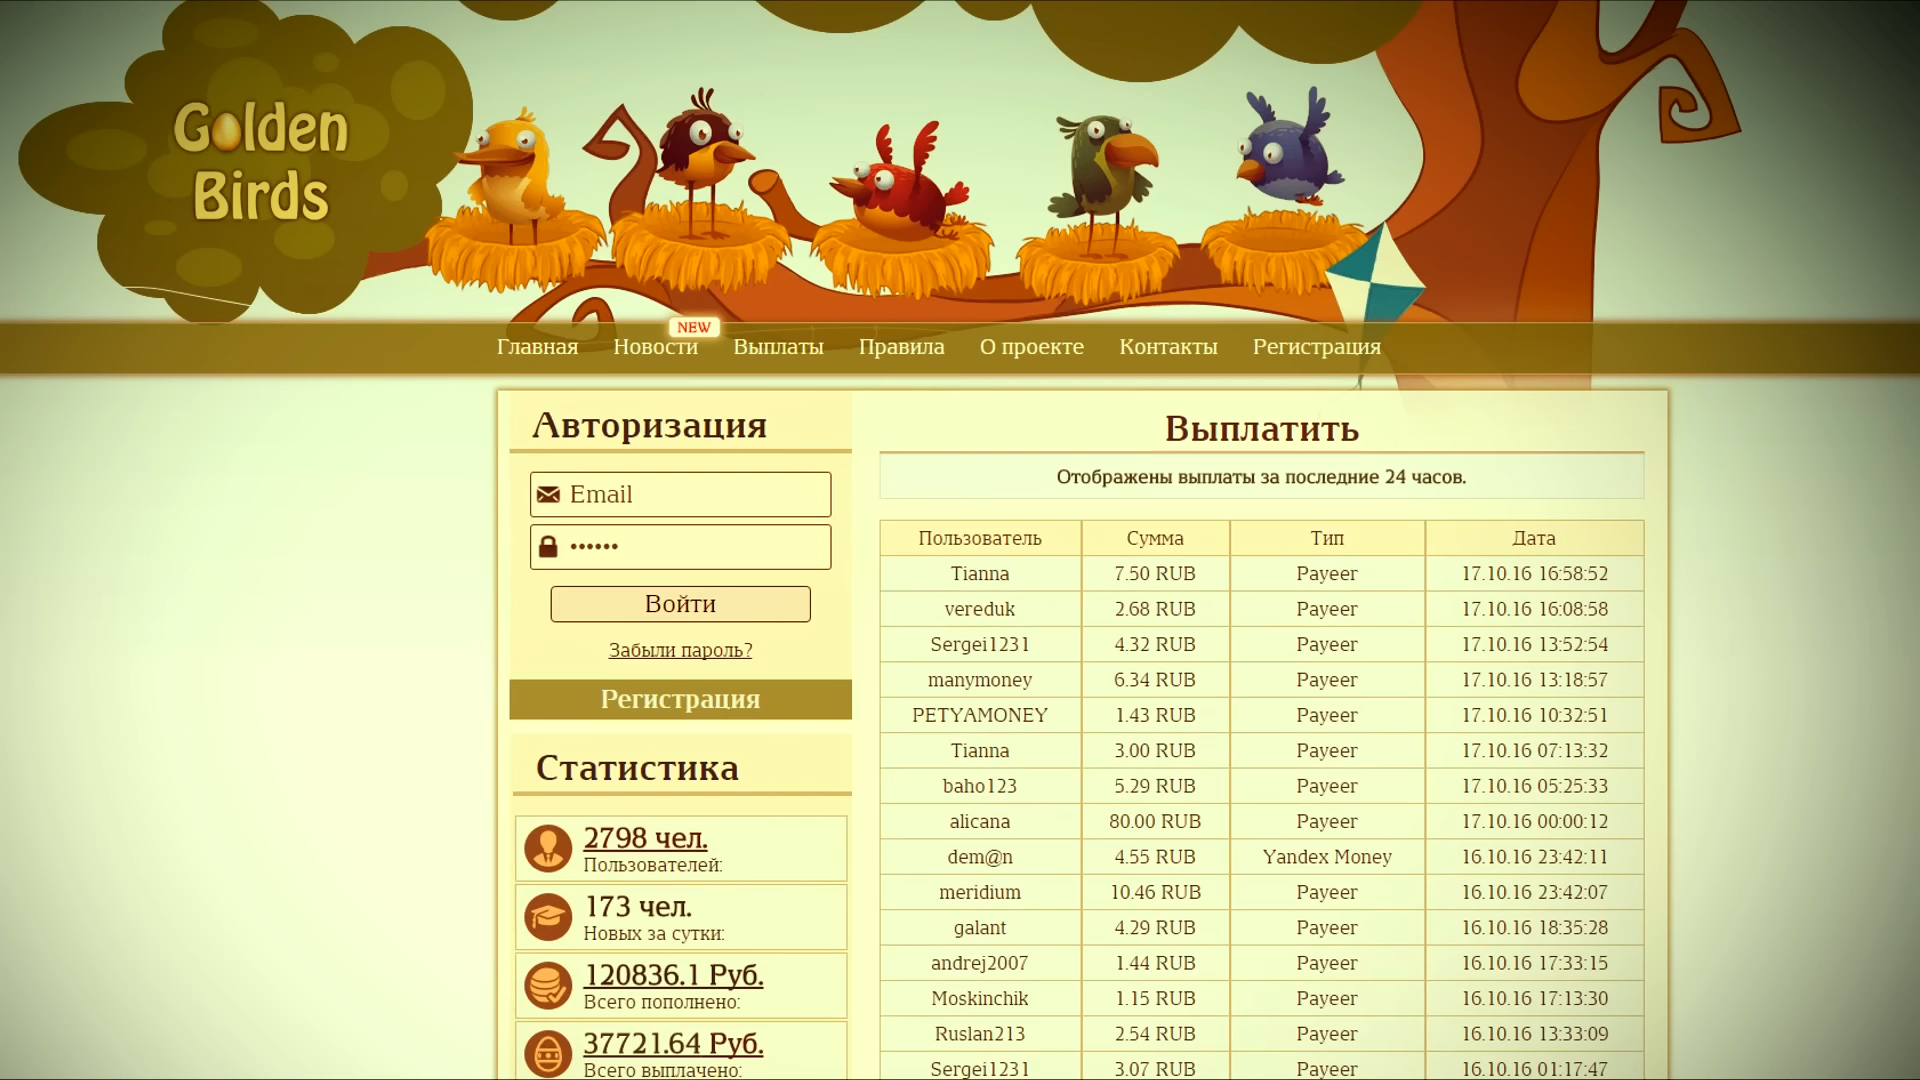 Golden
Birds
NEW
Главная Новости Выплаты Правила О проекте Контакты Регистрация
Авторизация
Email
••••••
Войти
Забыли пароль?
Регистрация
Статистика
2798 чел.
Пользователей:
173 чел.
Новых за сутки:
120836.1 Руб.
Всего пополнено:
37721.64 Руб.
Всего выплачено:
Выплатить
Отображены выплаты за последние 24 часов.
Пользователь Сумма Тип Дата
Tianna 7.50 RUB Payeer 17.10.16 16:58:52
vereduk 2.68 RUB Payeer 17.10.16 16:08:58
Sergei1231 4.32 RUB Payeer 17.10.16 13:52:54
manymoney 6.34 RUB Payeer 17.10.16 13:18:57
PETYAMONEY 1.43 RUB Payeer 17.10.16 10:32:51
Tianna 3.00 RUB Payeer 17.10.16 07:13:32
baho123 5.29 RUB Payeer 17.10.16 05:25:33
alicana 80.00 RUB Payeer 17.10.16 00:00:12
dem@n 4.55 RUB Yandex Money 16.10.16 23:42:11
meridium 10.46 RUB Payeer 16.10.16 23:42:07
galant 4.29 RUB Payeer 16.10.16 18:35:28
andrej2007 1.44 RUB Payeer 16.10.16 17:33:15
Moskinchik 1.15 RUB Payeer 16.10.16 17:13:30
Ruslan213 2.54 RUB Payeer 16.10.16 13:33:09
Sergei1231 3.07 RUB Payeer 16.10.16 01:17:47